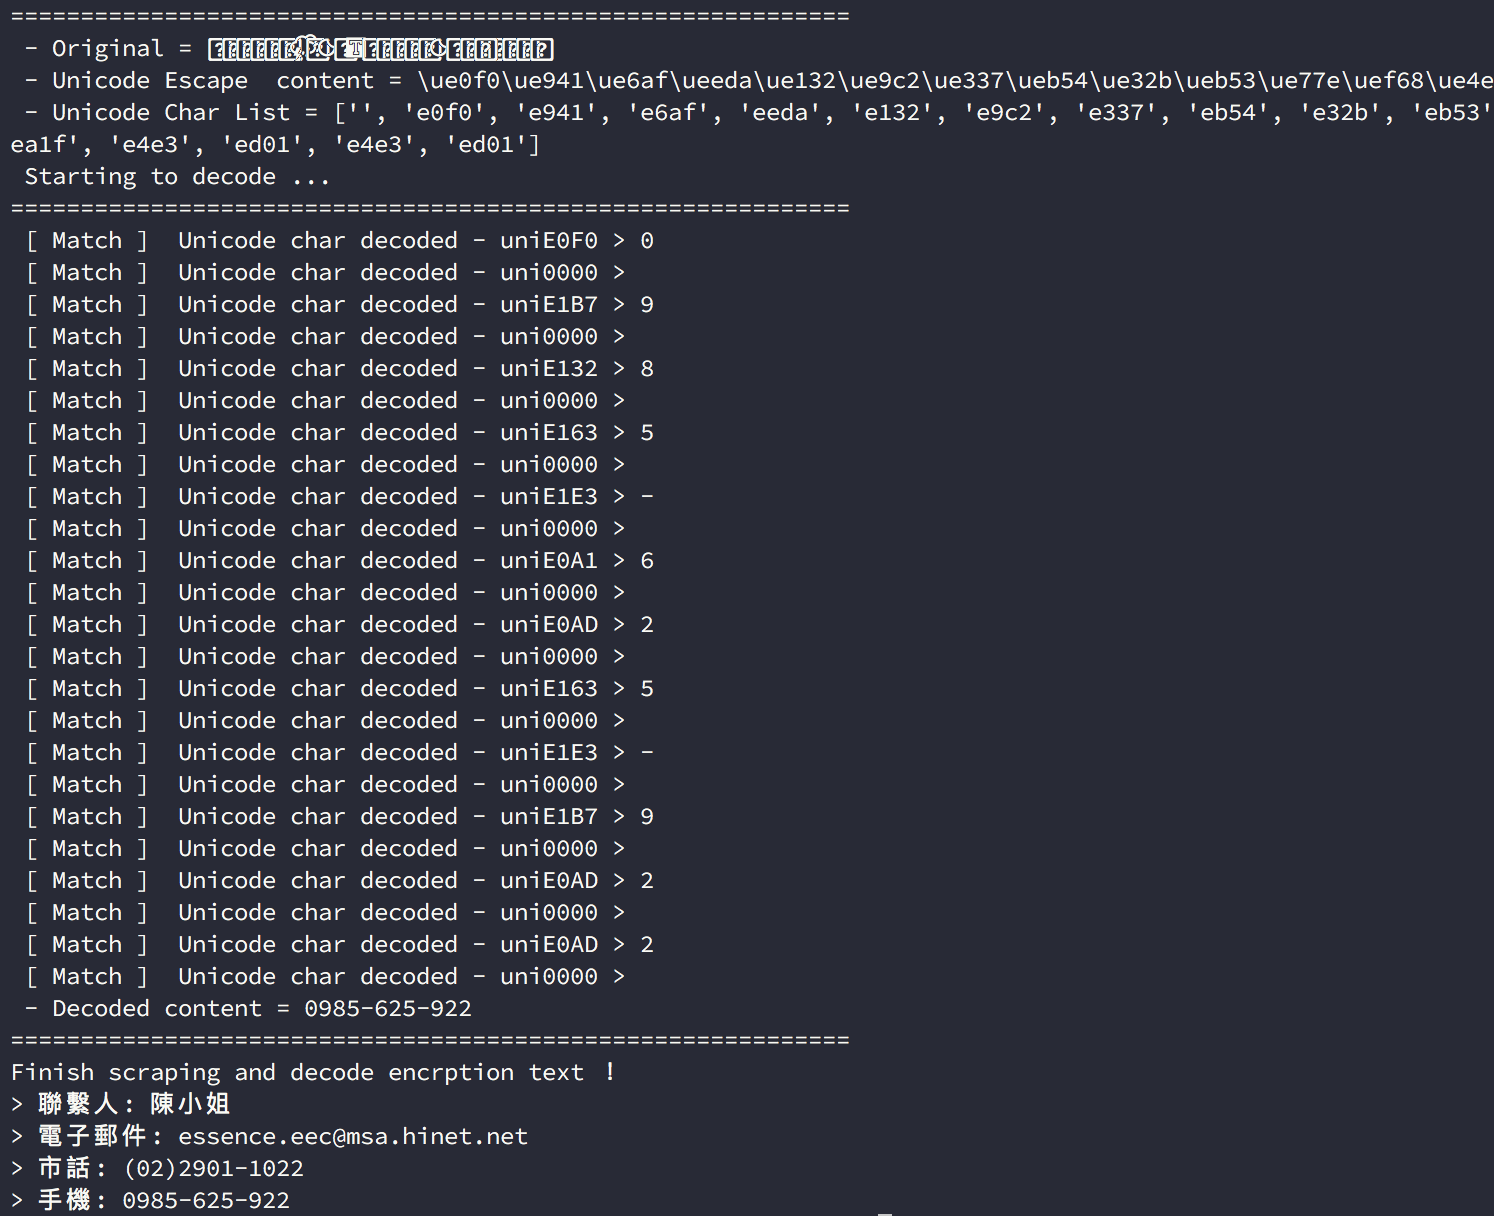 ============================================================
- Original =
- Unicode Escape  content = \ue0f0\ue941\ue6af\ueeda\ue132\ue9c2\ue337\ueb54\ue32b\ueb53\ue77e\uef68\ue4e
- Unicode Char List = ['', 'e0f0', 'e941', 'e6af', 'eeda', 'e132', 'e9c2', 'e337', 'eb54', 'e32b', 'eb53'
ea1f', 'e4e3', 'ed01', 'e4e3', 'ed01']
Starting to decode ...
============================================================
[ Match ]  Unicode char decoded - uniE0F0 > 0
[ Match ]  Unicode char decoded - uni0000 >
[ Match ]  Unicode char decoded - uniE1B7 > 9
[ Match ]  Unicode char decoded - uni0000 >
[ Match ]  Unicode char decoded - uniE132 > 8
[ Match ]  Unicode char decoded - uni0000 >
[ Match ]  Unicode char decoded - uniE163 > 5
[ Match ]  Unicode char decoded - uni0000 >
[ Match ]  Unicode char decoded - uniE1E3 > -
[ Match ]  Unicode char decoded - uni0000 >
[ Match ]  Unicode char decoded - uniE0A1 > 6
[ Match ]  Unicode char decoded - uni0000 >
[ Match ]  Unicode char decoded - uniE0AD > 2
[ Match ]  Unicode char decoded - uni0000 >
[ Match ]  Unicode char decoded - uniE163 > 5
[ Match ]  Unicode char decoded - uni0000 >
[ Match ]  Unicode char decoded - uniE1E3 > -
[ Match ]  Unicode char decoded - uni0000 >
[ Match ]  Unicode char decoded - uniE1B7 > 9
[ Match ]  Unicode char decoded - uni0000 >
[ Match ]  Unicode char decoded - uniE0AD > 2
[ Match ]  Unicode char decoded - uni0000 >
[ Match ]  Unicode char decoded - uniE0AD > 2
[ Match ]  Unicode char decoded - uni0000 >
- Decoded content = 0985-625-922
============================================================
Finish scraping and decode encrption text !
> 聯繫人: 陳小姐
> 電子郵件: essence.eec@msa.hinet.net
> 市話: (02)2901-1022
> 手機: 0985-625-922